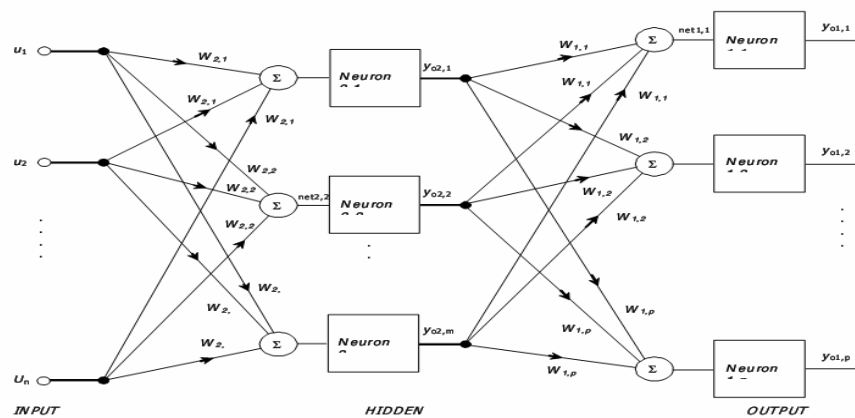 u1
W2,1
Σ
Neuron
yo2,1
W1,1
Σ
net1,1
Neuron
yo1,1
W2,1
W1,1
W2,1
W1,1
u2
W2,2
W1,2
Σ
Neuron
yo1,2
W2,2
net2,2
Σ
Neuron
yo2,2
W1,2
W2,2
W1,2
W2,
W2,
W1,p
W1,p
Un
W2,
Σ
Neuron
yo2,m
W1,p
Σ
Neuron
yo1,p
INPUT
HIDDEN
OUTPUT